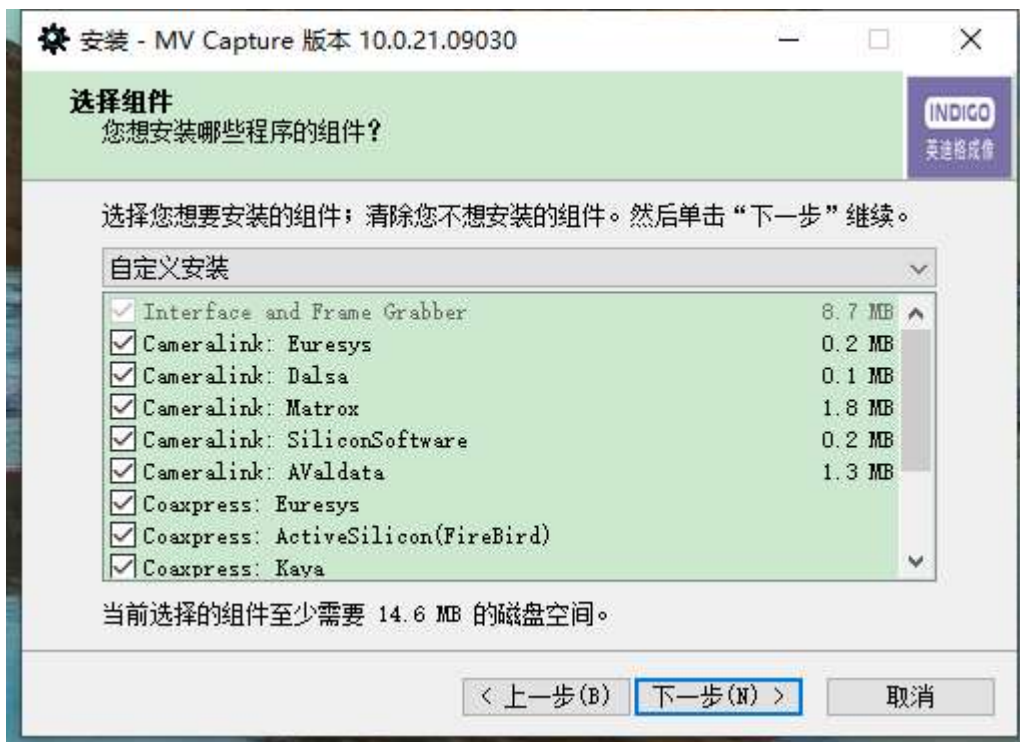 安装 - MV Capture 版本 10.0.21.09030
选择组件
您想安装哪些程序的组件？
INDIGO
英迪格成像
选择您想要安装的组件；清除您不想安装的组件。然后单击“下一步”继续。
自定义安装
Interface and Frame Grabber 8.7 MB
Cameralink: Euresys 0.2 MB
Cameralink: Dalsa 0.1 MB
Cameralink: Matrox 1.8 MB
Cameralink: SiliconSoftware 0.2 MB
Cameralink: AValdata 1.3 MB
Coaxpress: Euresys
Coaxpress: ActiveSilicon(FireBird)
Coaxpress: Kaya
当前选择的组件至少需要 14.6 MB 的磁盘空间。
< 上一步(B) 下一步(N) > 取消